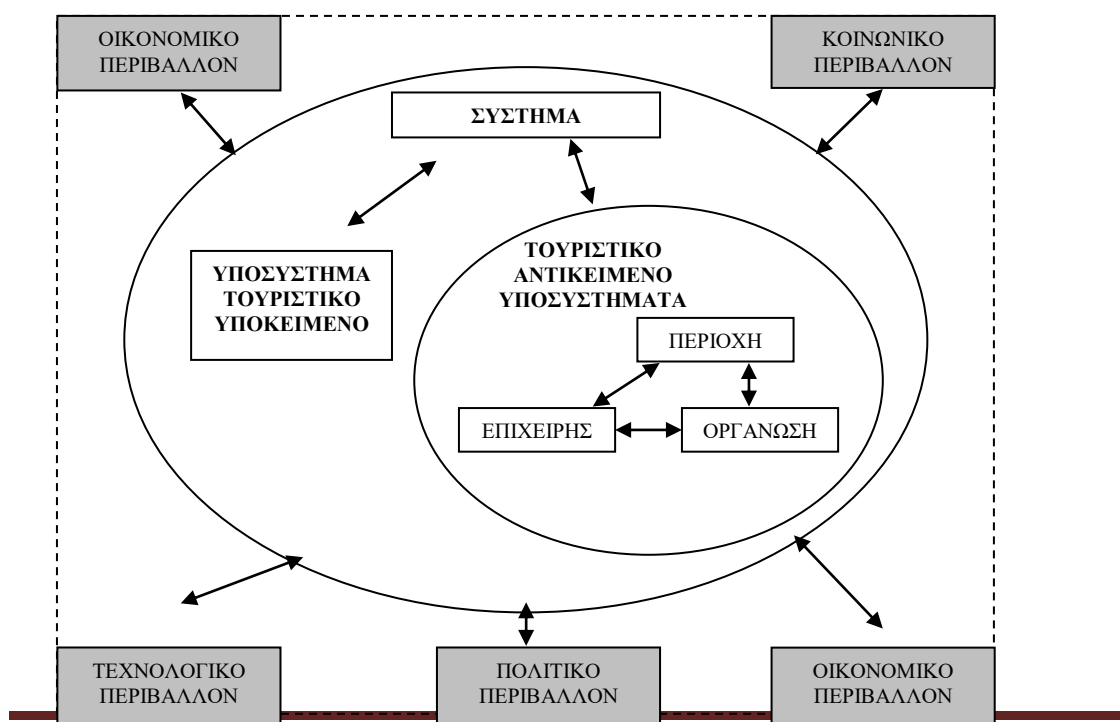 ΟΙΚΟΝΟΜΙΚΟ
ΠΕΡΙΒΑΛΛΟΝ
ΚΟΙΝΩΝΙΚΟ
ΠΕΡΙΒΑΛΛΟΝ
ΣΥΣΤΗΜΑ
ΥΠΟΣΥΣΤΗΜΑ
ΤΟΥΡΙΣΤΙΚΟ
ΥΠΟΚΕΙΜΕΝΟ
ΤΟΥΡΙΣΤΙΚΟ
ΑΝΤΙΚΕΙΜΕΝΟ
ΥΠΟΣΥΣΤΗΜΑΤΑ
ΠΕΡΙΟΧΗ
ΕΠΙΧΕΙΡΗΣ
ΟΡΓΑΝΩΣΗ
ΤΕΧΝΟΛΟΓΙΚΟ
ΠΕΡΙΒΑΛΛΟΝ
ΠΟΛΙΤΙΚΟ
ΠΕΡΙΒΑΛΛΟΝ
ΟΙΚΟΝΟΜΙΚΟ
ΠΕΡΙΒΑΛΛΟΝ